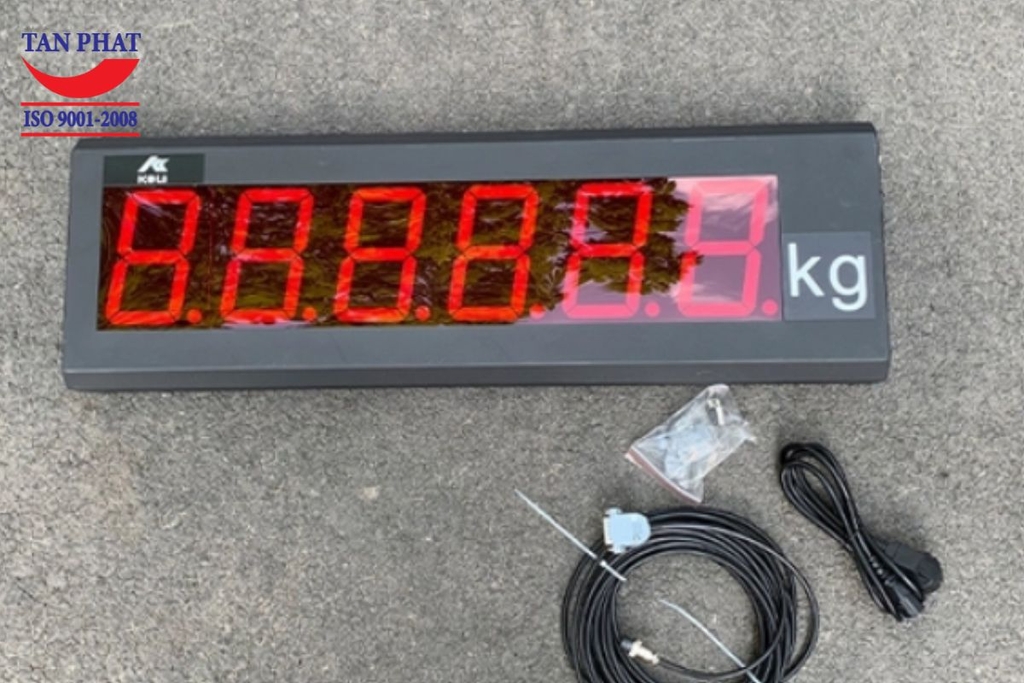 TAN PHAT
ISO 9001-2008
KELI
8.8.8.8.8.8.
kg